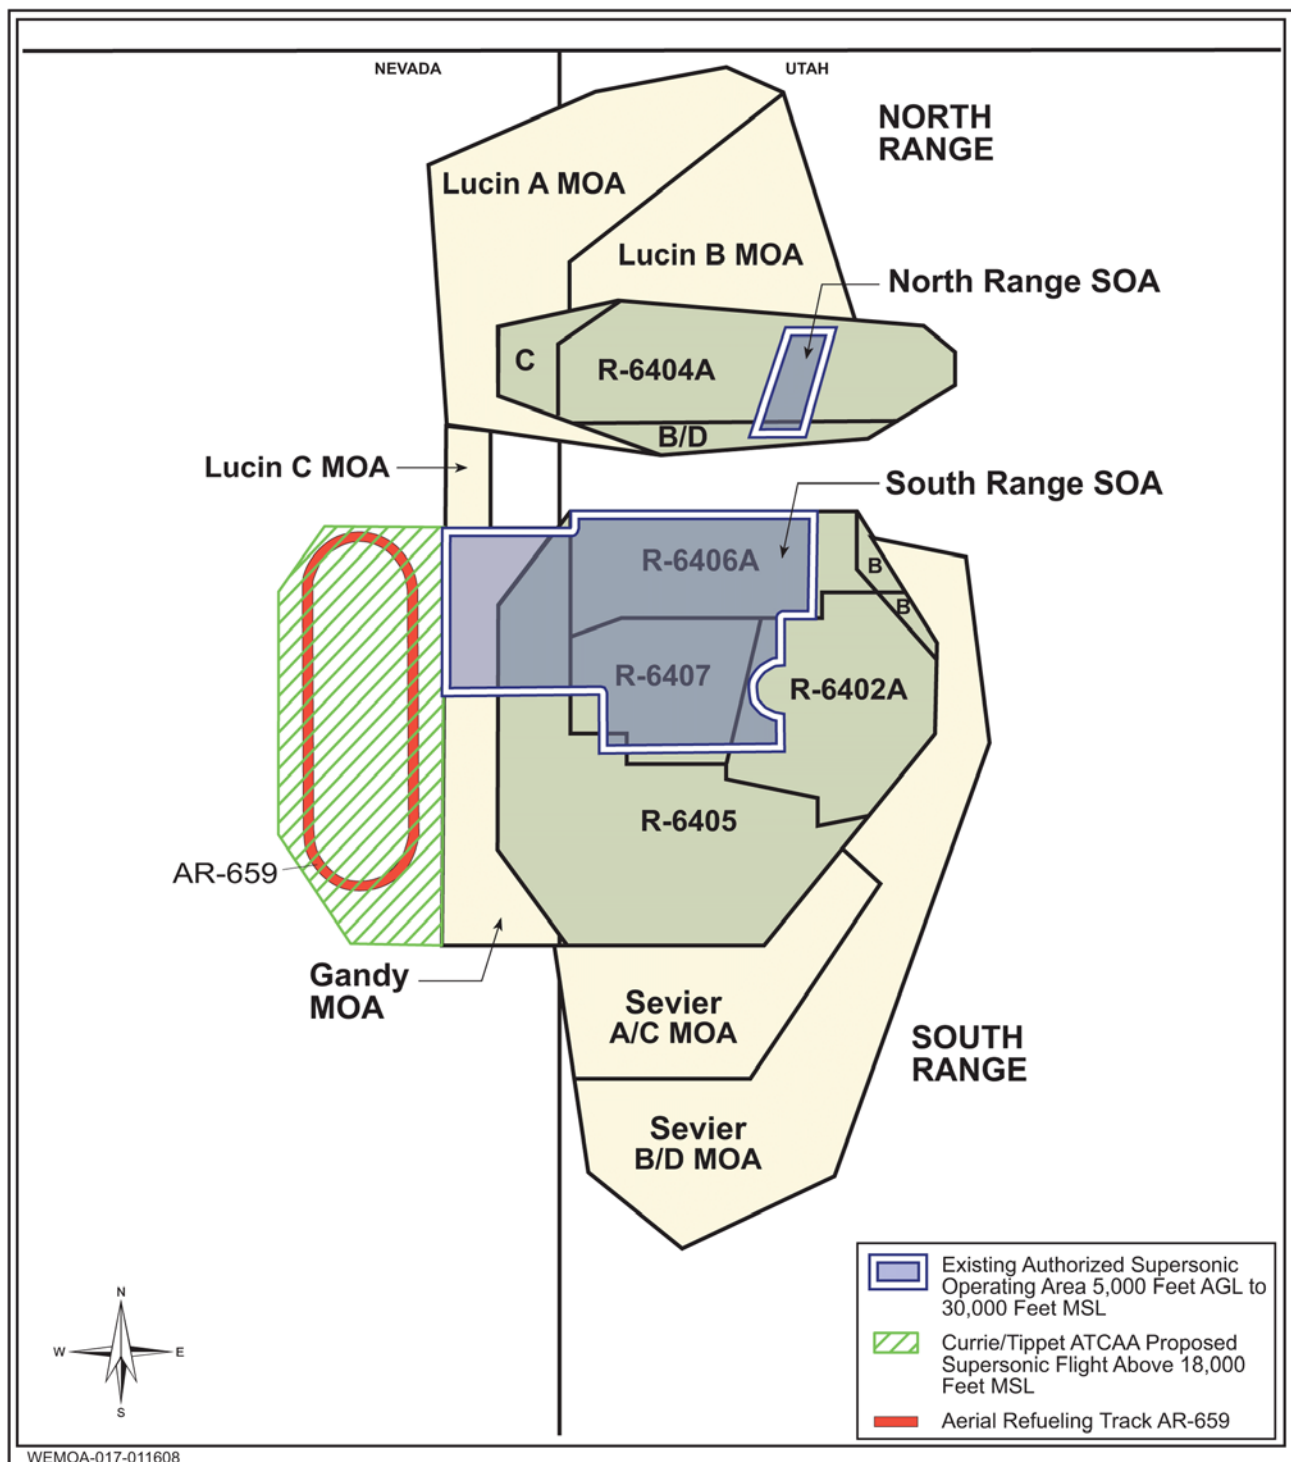 NEVADA
UTAH
NORTH
RANGE
Lucin A MOA
Lucin B MOA
North Range SOA
C
R-6404A
B/D
Lucin C MOA
South Range SOA
R-6406A
B
B
R-6407
R-6402A
R-6405
AR-659
Gandy
MOA
Sevier
A/C MOA
SOUTH
RANGE
Sevier
B/D MOA
Existing Authorized Supersonic
Operating Area 5,000 Feet AGL to
30,000 Feet MSL
Currie/Tippet ATCAA Proposed
Supersonic Flight Above 18,000
Feet MSL
Aerial Refueling Track AR-659
N
W
E
S
WEMOA-017-011608